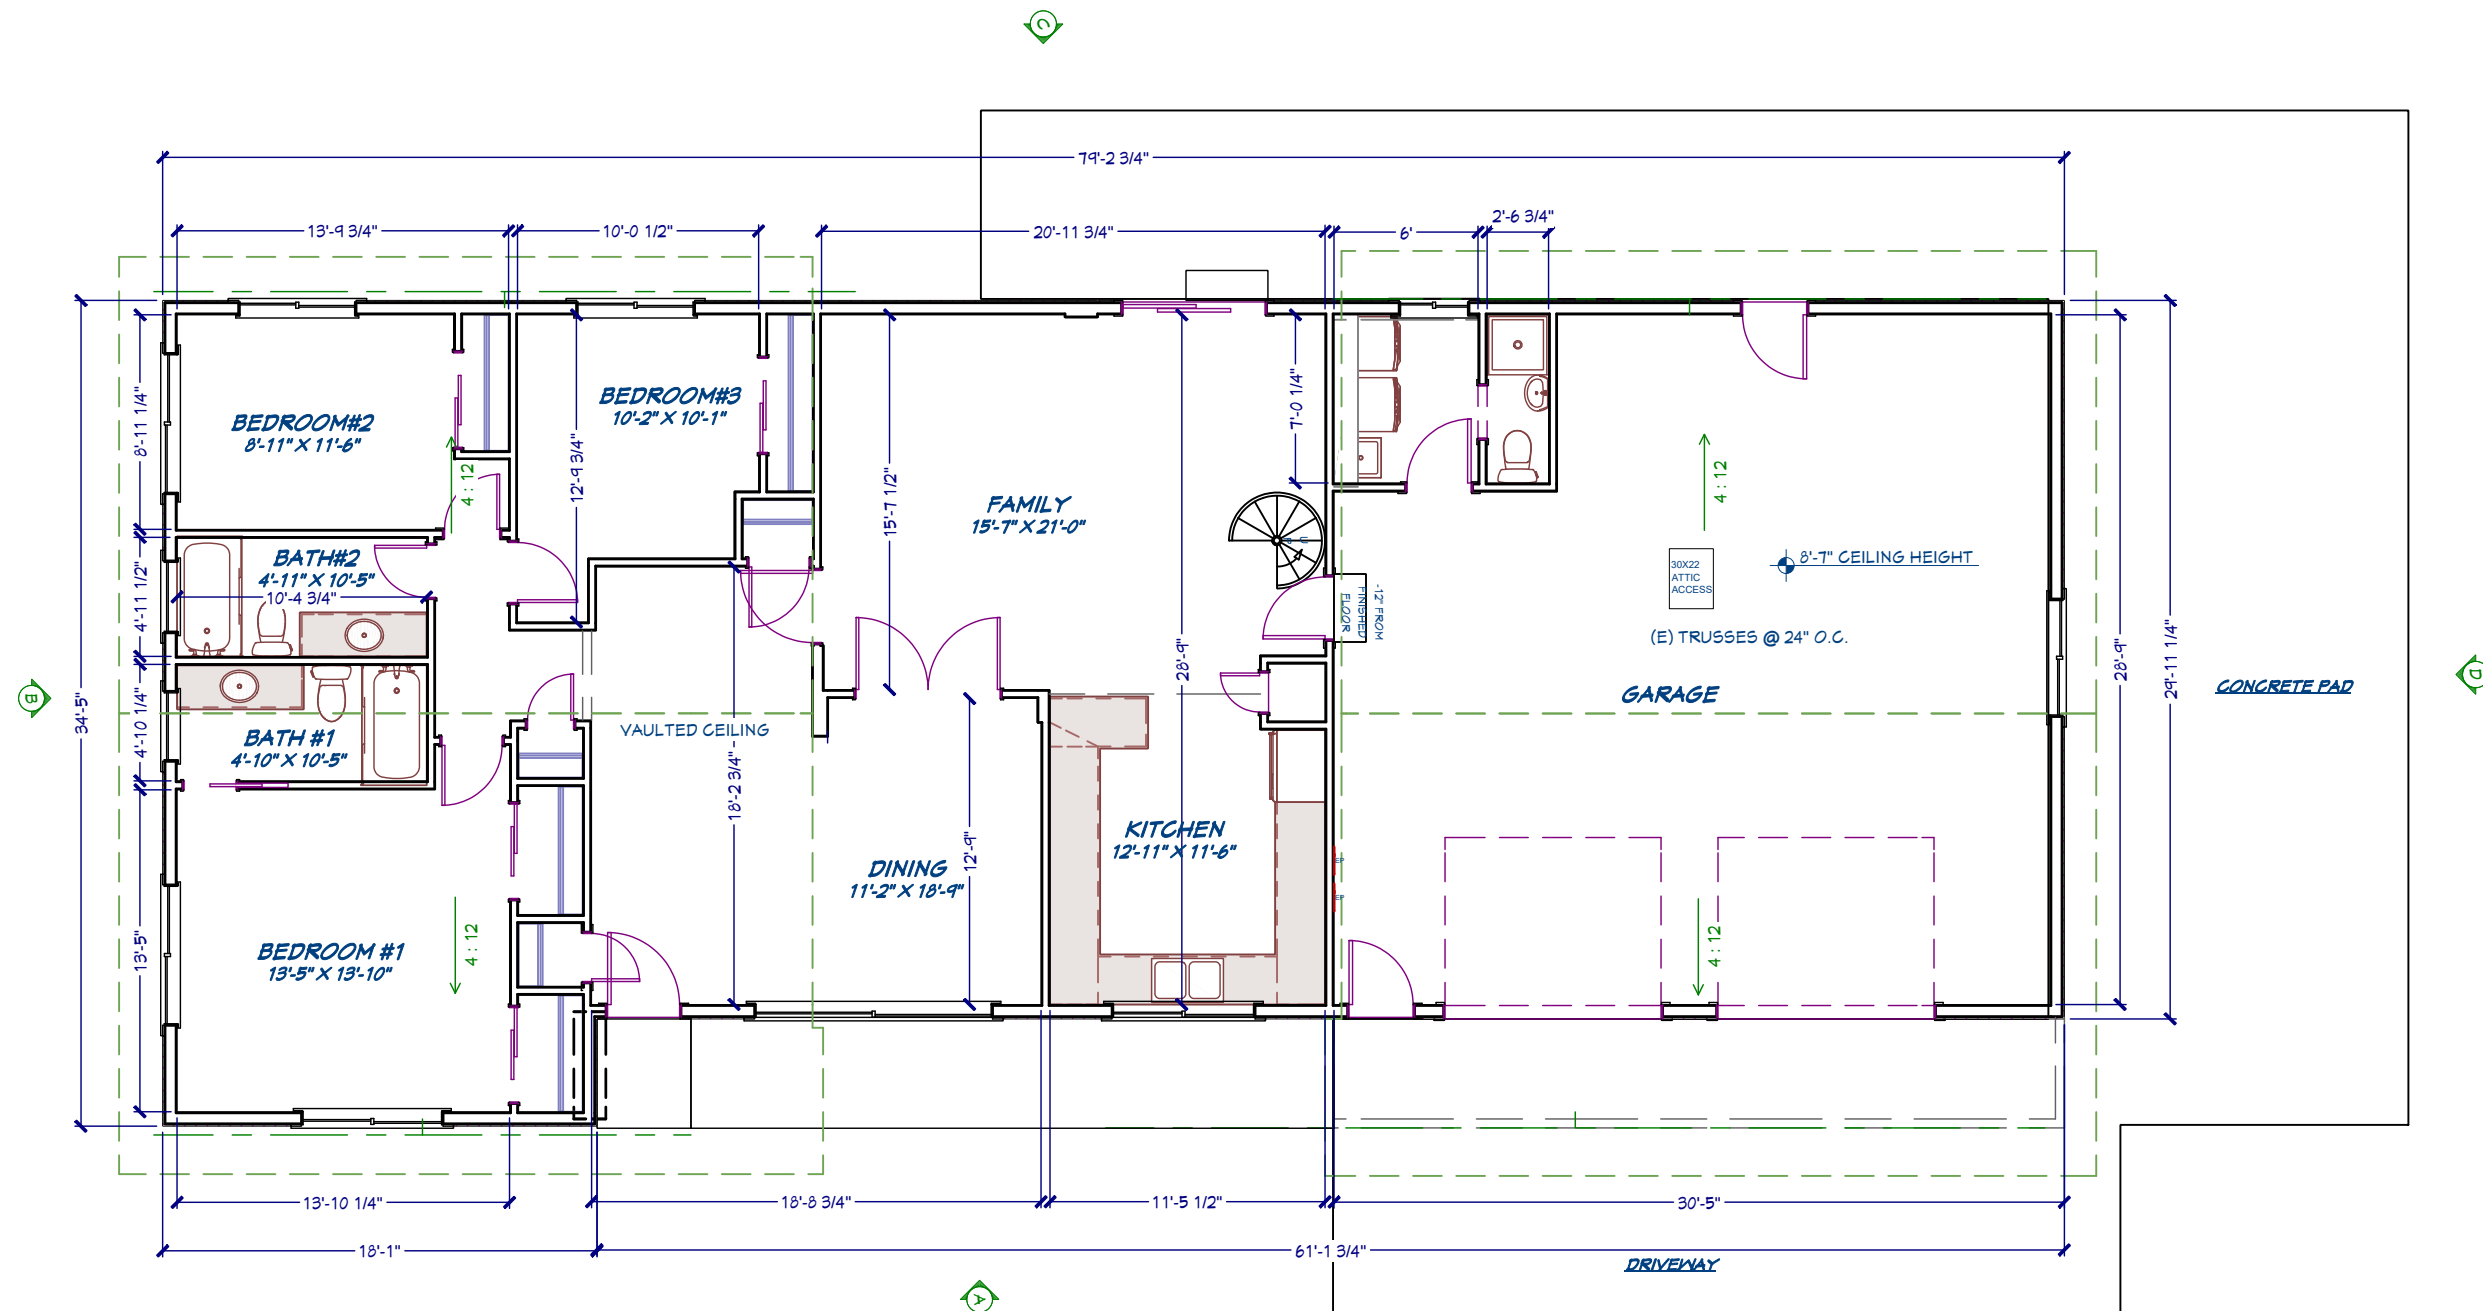 C
79'-2 3/4"
2'-6 3/4"
13'-9 3/4"
10'-0 1/2"
20'-11 3/4"
6'
BEDROOM#2
8'-11" X 11'-6"
BEDROOM#3
10'-2" X 10'-1"
8'-11 1/4"
12'-9 3/4"
15'-7 1/2"
7'-0 1/4"
4 : 12
4 : 12
FAMILY
15'-7" X 21'-0"
BATH#2
4'-11" X 10'-5"
10'-4 3/4"
4'-11 1/2"
-12" FROM
FINISHED
FLOOR
30X22
ATTIC
ACCESS
8'-7" CEILING HEIGHT
(E) TRUSSES @ 24" O.C.
GARAGE
28'-9"
28'-9"
29'-11 1/4"
CONCRETE PAD
B
D
34'-5"
4'-10 1/4"
BATH #1
4'-10" X 10'-5"
VAULTED CEILING
18'-2 3/4"
12'-9"
DINING
11'-2" X 18'-9"
KITCHEN
12'-11" X 11'-6"
EP
EP
BEDROOM #1
13'-5" X 13'-10"
13'-5"
4 : 12
4 : 12
13'-10 1/4"
18'-8 3/4"
11'-5 1/2"
30'-5"
18'-1"
61'-1 3/4"
DRIVEWAY
A